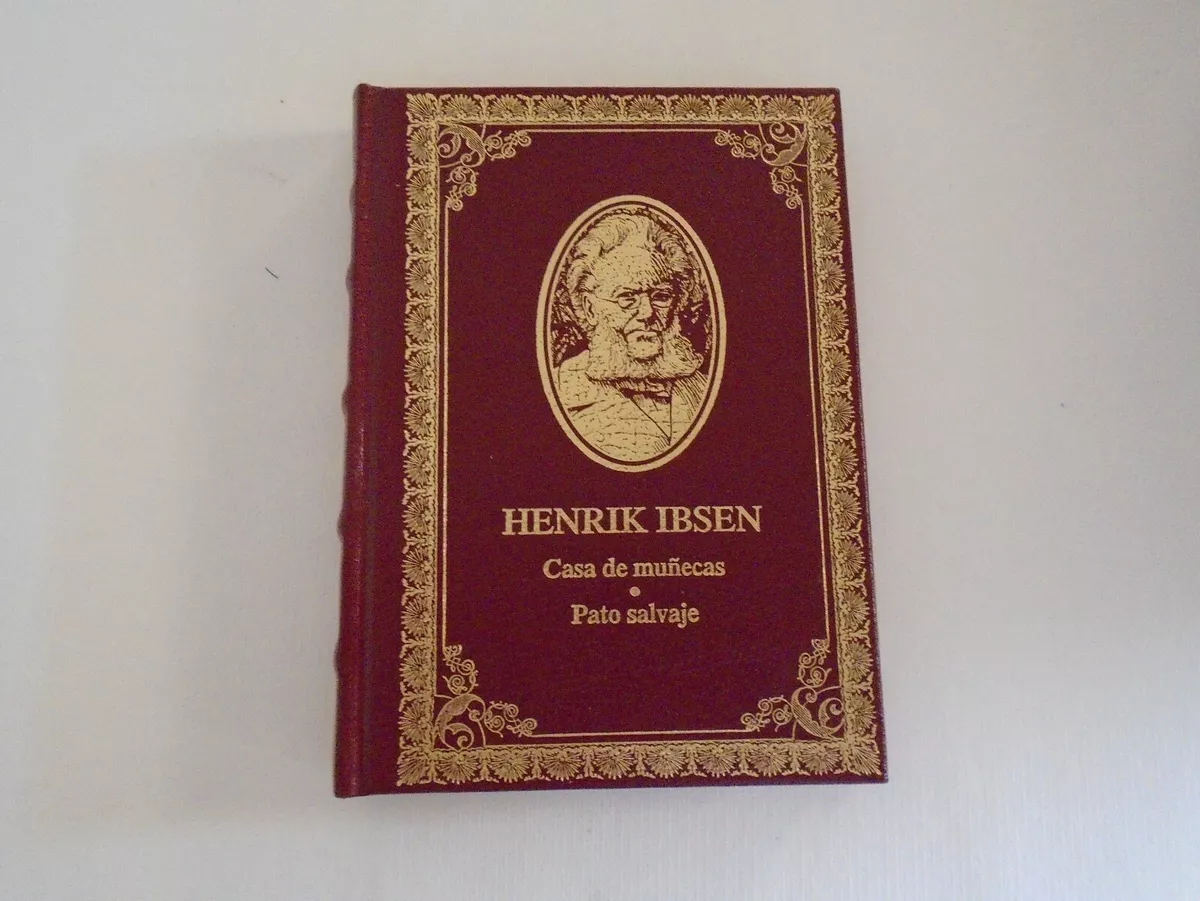 HENRIK IBSEN
Casa de muñecas
Pato salvaje